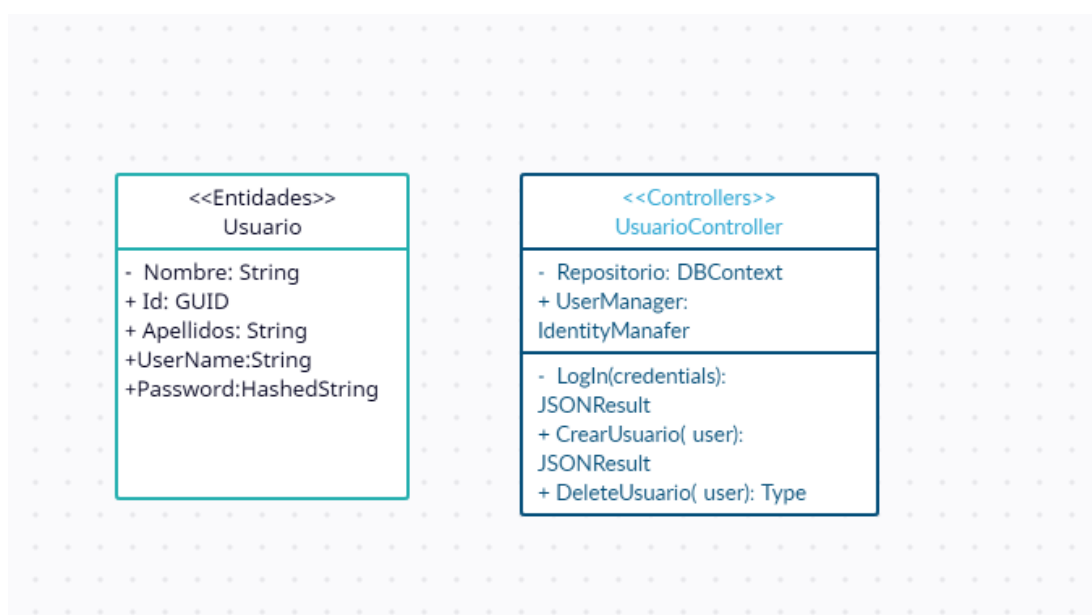 <<Entidades>>
Usuario
- Nombre: String
+ Id: GUID
+ Apellidos: String
+UserName:String
+Password:HashedString
<<Controllers>>
UsuarioController
- Repositorio: DBContext
+ UserManager:
IdentityManafer
- LogIn(credentials):
JSONResult
+ CrearUsuario( user):
JSONResult
+ DeleteUsuario( user): Type